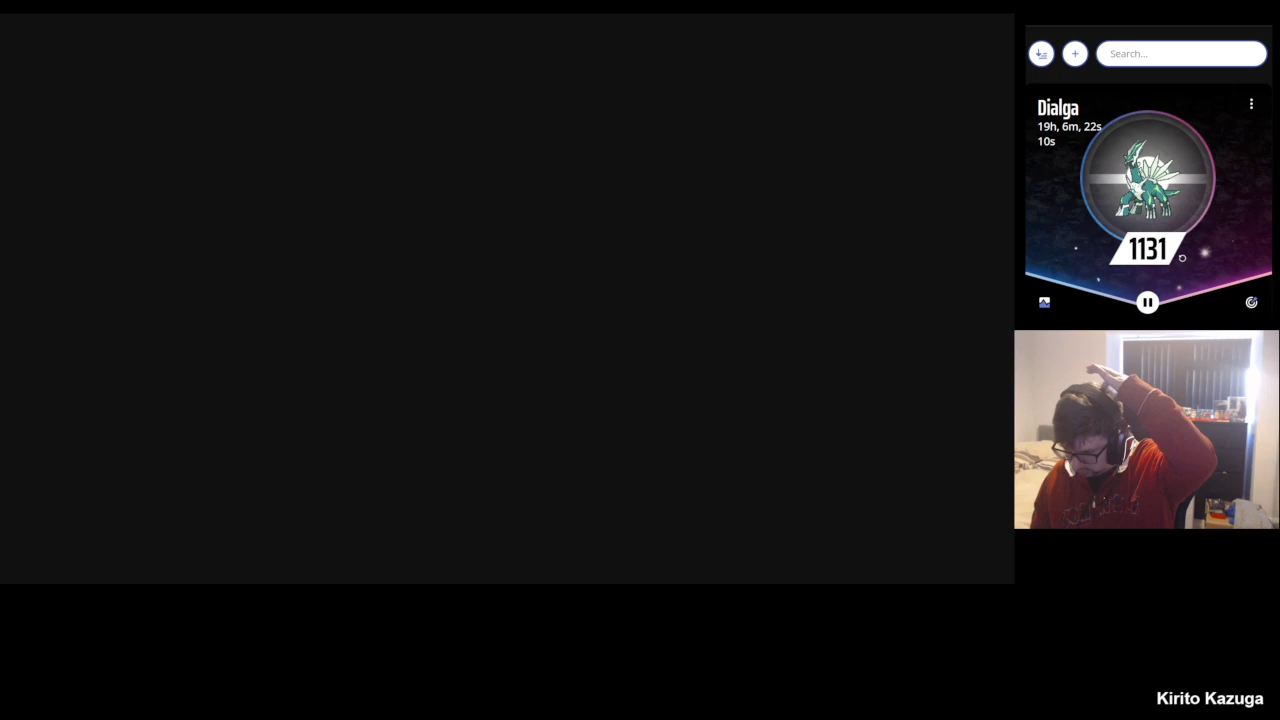 Search...
Dialga
19h, 6m, 22s
10s
1131
Kirito Kazuga